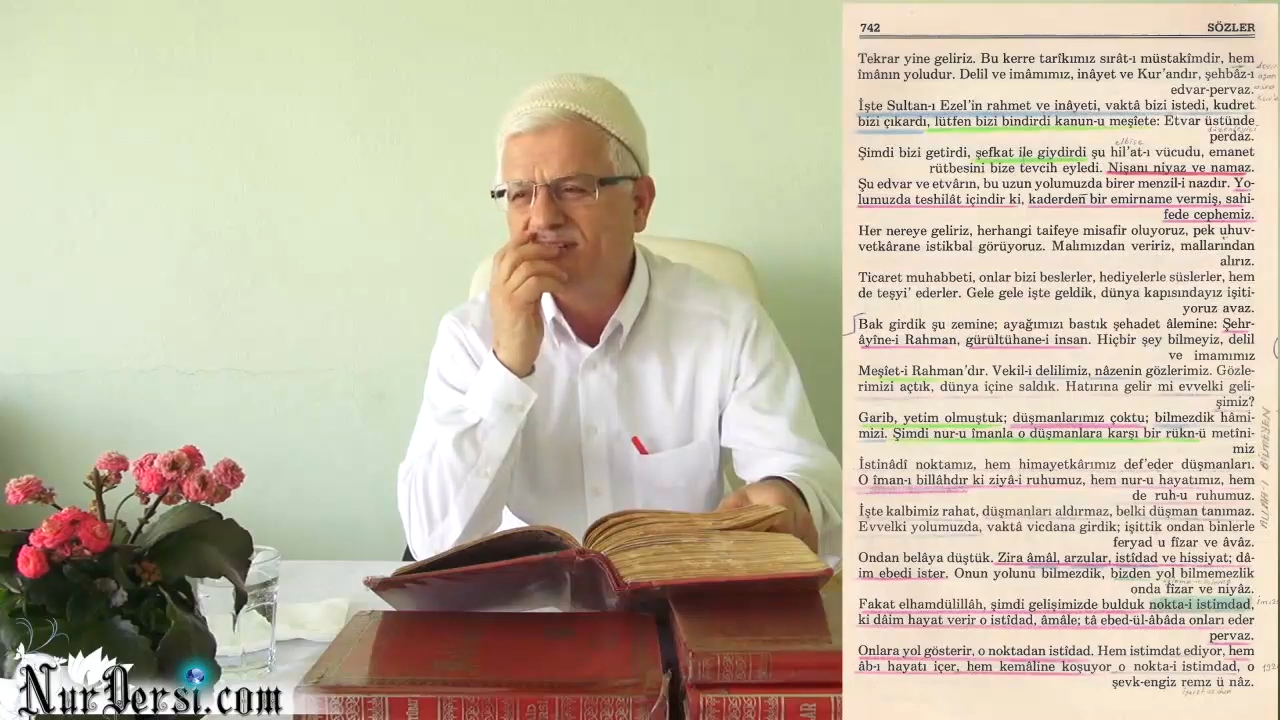 742 SÖZLER
Tekrar yine geliriz. Bu kerre tarîkımız sırât-ı müstakîmdir, hem
îmânın yoludur. Delil ve imâmımız, inâyet ve Kur'andır, şehbâz-ı
edvar-pervaz.
İşte Sultan-ı Ezel'in rahmet ve inâyeti, vaktâ bizi istedi, kudret
bizi çıkardı, lütfen bizi bindirdi kanun-u meşiete: Etvar üstünde
perdaz.
Şimdi bizi getirdi, şefkat ile giydirdi şu hil'at-ı vücudu, emanet
rütbesini bize tevcih eyledi. Nişanı niyaz ve namaz.
Şu edvar ve etvârın, bu uzun yolumuzda birer menzil-i nazdır. Yo-
lumuzda teshilât içindir ki, kaderden bir emirname vermiş, sahi-
fede cephemiz.
Her nereye geliriz, herhangi taifeye misafir oluyoruz, pek uhuv-
vetkârane istikbal görüyoruz. Malımızdan veririz, mallarından
alırız.
Ticaret muhabbeti, onlar bizi beslerler, hediyelerle süslerler, hem
de teşyi' ederler. Gele gele işte geldik, dünya kapısındayız işiti-
yoruz avaz.
Bak girdik şu zemine; ayağımızı bastık şehadet âlemine: Şehr-
âyîne-i Rahman, gürültühane-i insan. Hiçbir şey bilmeyiz, delil
ve imamımız
Meşiet-i Rahman'dır. Vekil-i delilimiz, nâzenin gözlerimiz. Gözle-
rimizi açtık, dünya içine saldık. Hatırına gelir mi evvelki geli-
şimiz?
Garib, yetim olmuştuk; düşmanlarımız çoktu; bilmezdik hâmi-
mizi. Şimdi nur-u îmanla o düşmanlara karşı bir rükn-ü metîni-
miz
İstinâdî noktamız, hem himayetkârımız def'eder düşmanları.
O îman-ı billâhdır ki ziyâ-i ruhumuz, hem nur-u hayatımız, hem
de ruh-u ruhumuz.
İşte kalbimiz rahat, düşmanları aldırmaz, belki düşman tanımaz.
Evvelki yolumuzda, vaktâ vicdana girdik; işittik ondan binlerle
feryad u fîzar ve âvâz.
Ondan belâya düştük. Zira âmâl, arzular, istîdad ve hissiyat; dâ-
im ebedi ister. Onun yolunu bilmezdik, bizden yol bilmemezlik
onda fîzar ve niyâz.
Fakat elhamdülillâh, şimdi gelişimizde bulduk nokta-i istimdad,
ki dâim hayat verir o istîdad, âmâle; tâ ebed-ül-âbâda onları eder
pervaz.
Onlara yol gösterir, o noktadan istîdad. Hem istimdat ediyor, hem
âb-ı hayatı içer, hem kemâline koşuyor o nokta-i istimdad, o
şevk-engiz remz ü nâz.
elbise
ALLAH'I BİLMEYEN
NurDersi.com